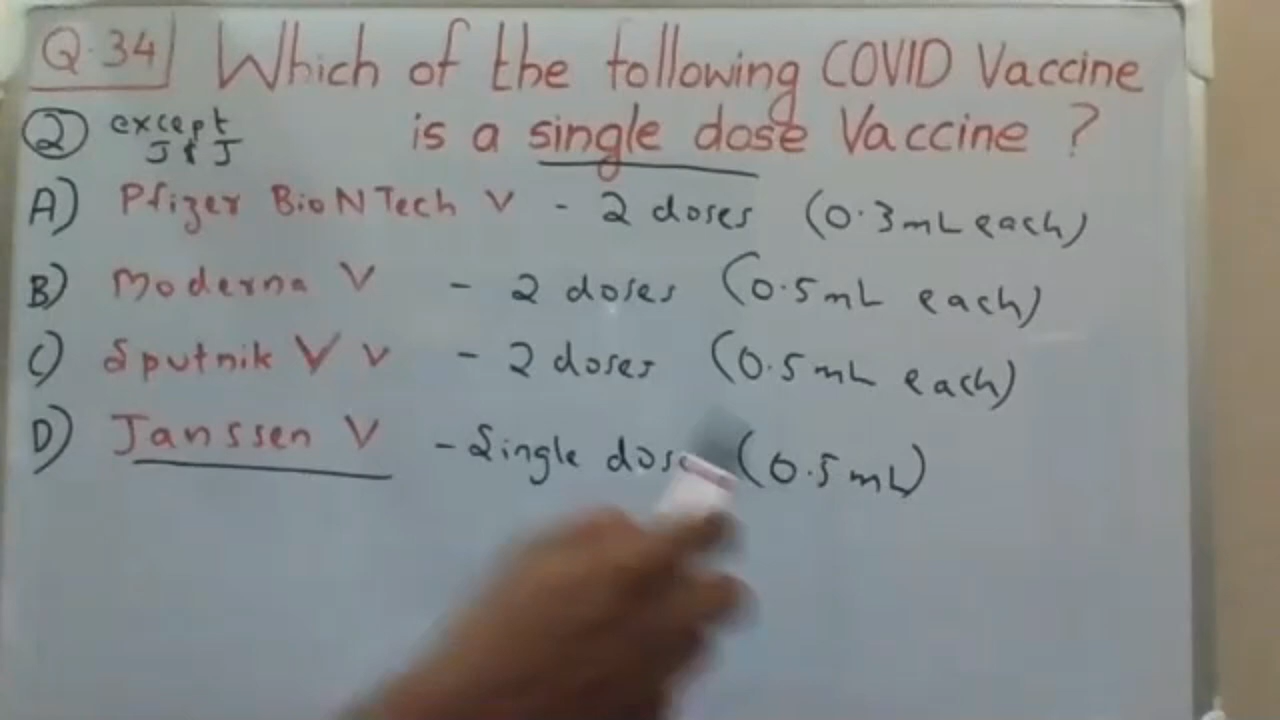 Q.34 Which of the following COVID Vaccine
is a single dose Vaccine ?
② except
J & J
A) Pfizer BioNTech V - 2 doses (0.3mL each)
B) Moderna V - 2 doses (0.5mL each)
C) Sputnik V V - 2 doses (0.5mL each)
D) Janssen V - Single dose (0.5mL)